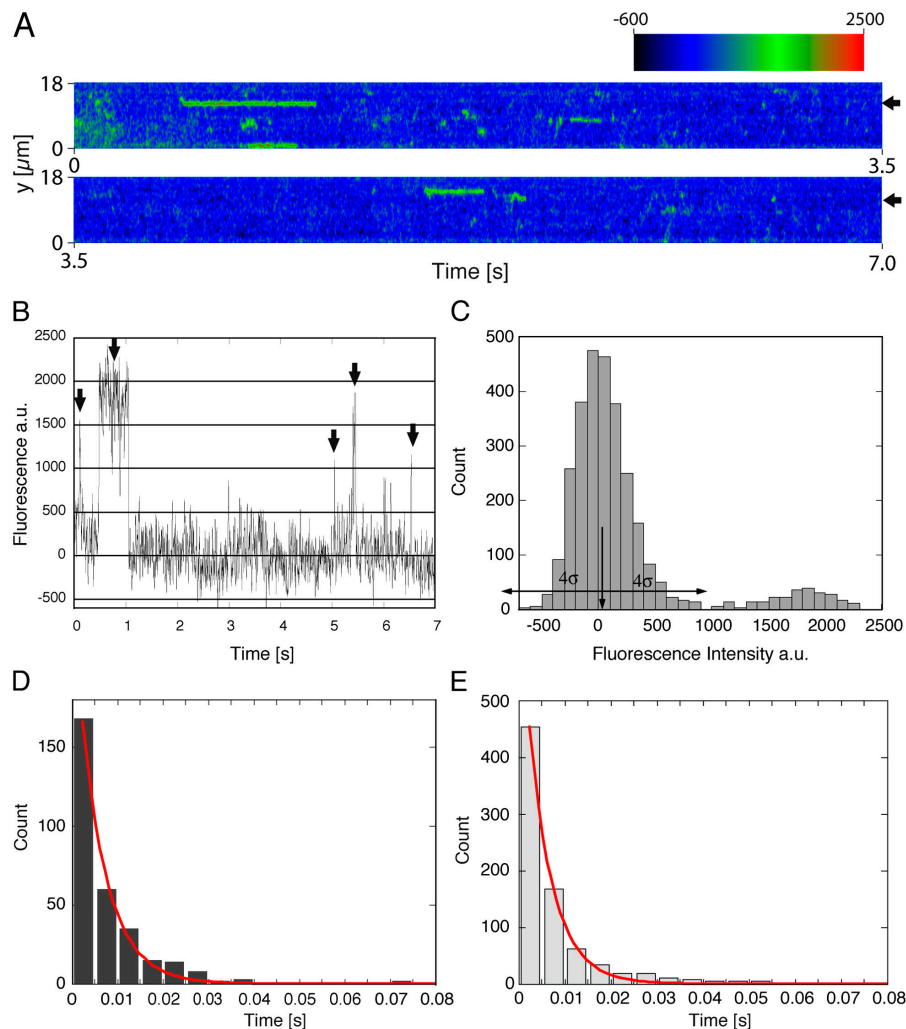 A
-600 2500
18
0
y [µm]
0 3.5
18
0
3.5 7.0
Time [s]
B
2500
2000
1500
1000
500
0
-500
Fluorescence a.u.
0 1 2 3 4 5 6 7
Time [s]
C
500
400
300
200
100
0
Count
4σ 4σ
-500 0 500 1000 1500 2000 2500
Fluorescence Intensity a.u.
D
150
100
50
0
Count
0 0.01 0.02 0.03 0.04 0.05 0.06 0.07 0.08
Time [s]
E
500
400
300
200
100
0
Count
0 0.01 0.02 0.03 0.04 0.05 0.06 0.07 0.08
Time [s]